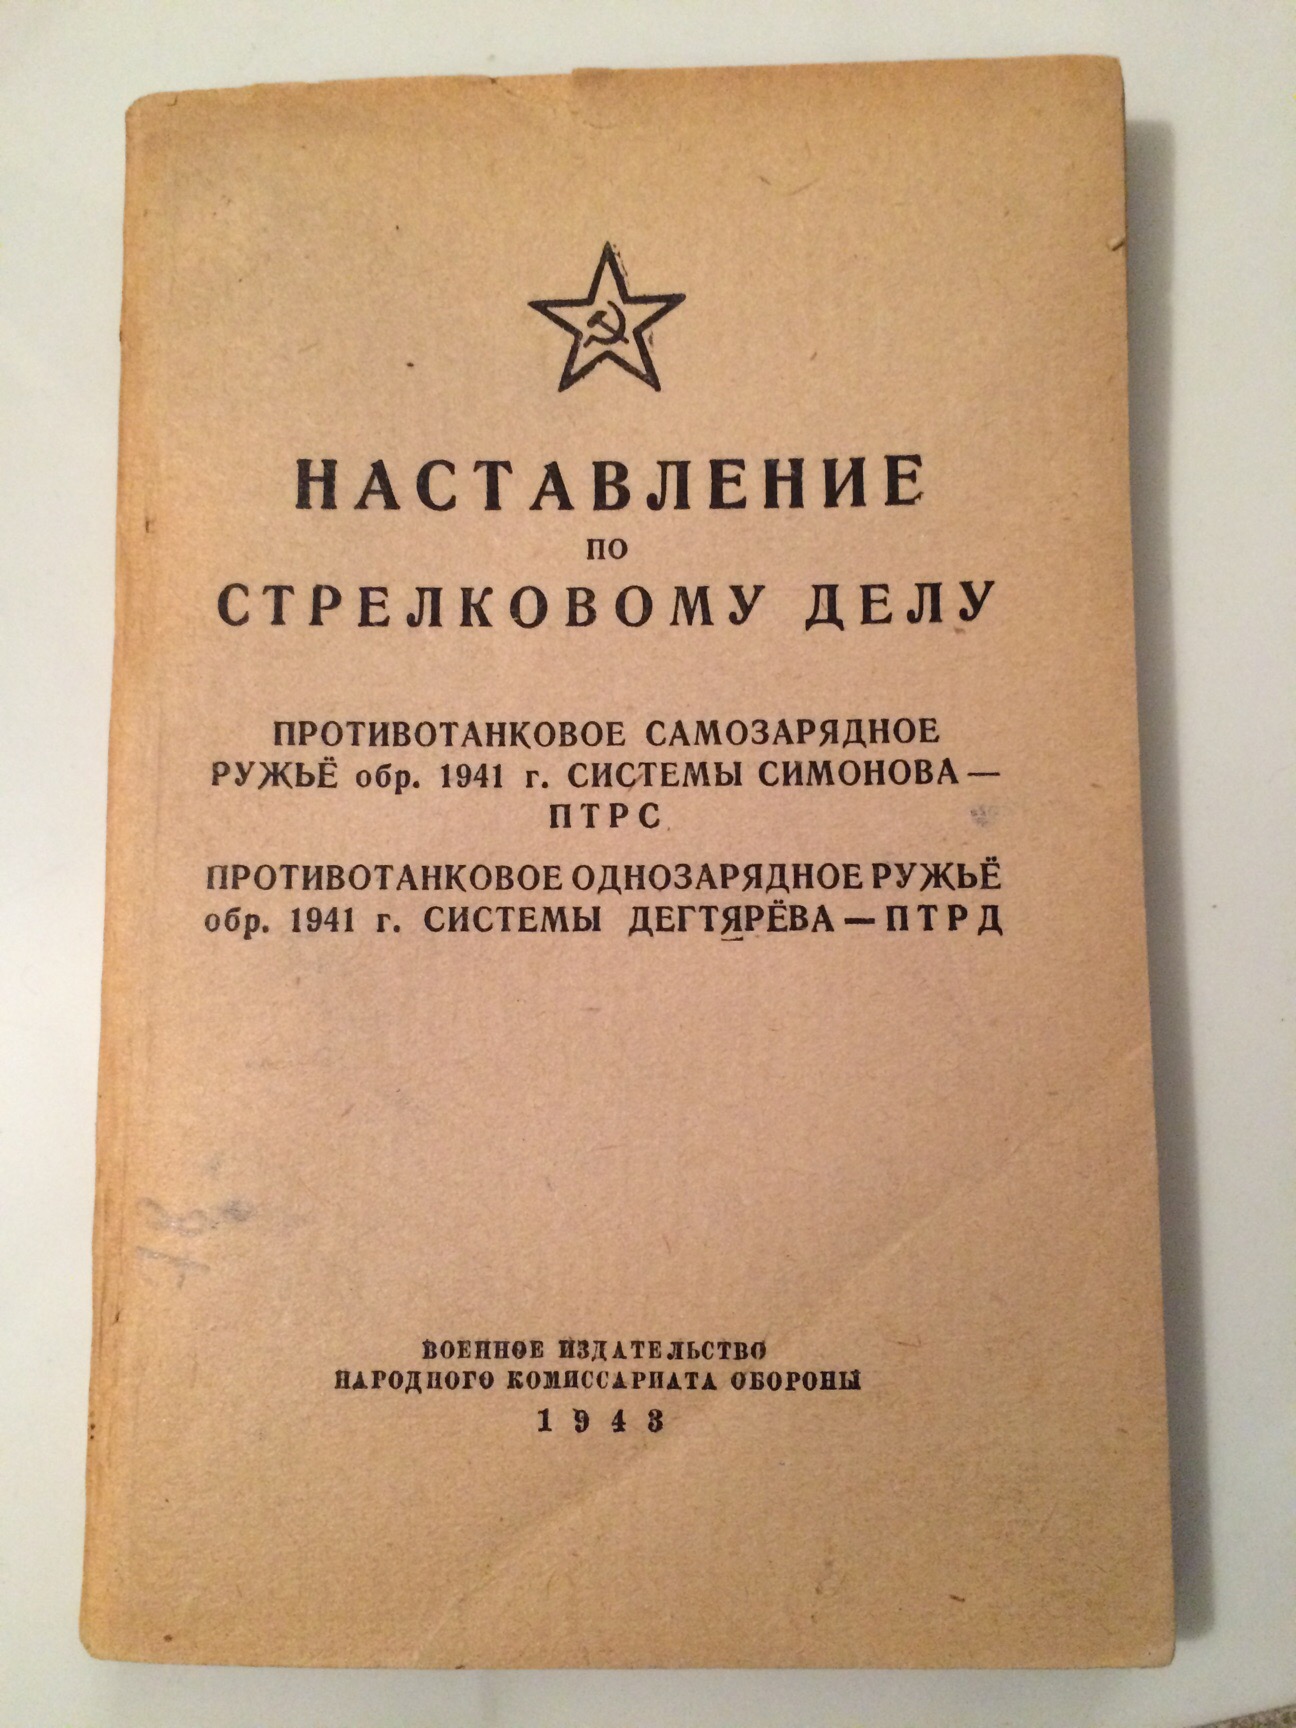 НАСТАВЛЕНИЕ
ПО
СТРЕЛКОВОМУ ДЕЛУ
ПРОТИВОТАНКОВОЕ САМОЗАРЯДНОЕ
РУЖЬЁ обр. 1941 г. СИСТЕМЫ СИМОНОВА —
ПТРС
ПРОТИВОТАНКОВОЕ ОДНОЗАРЯДНОЕ РУЖЬЁ
обр. 1941 г. СИСТЕМЫ ДЕГТЯРЁВА — ПТРД
ВОЕННОЕ ИЗДАТЕЛЬСТВО
НАРОДНОГО КОМИССАРИАТА ОБОРОНЫ
1943